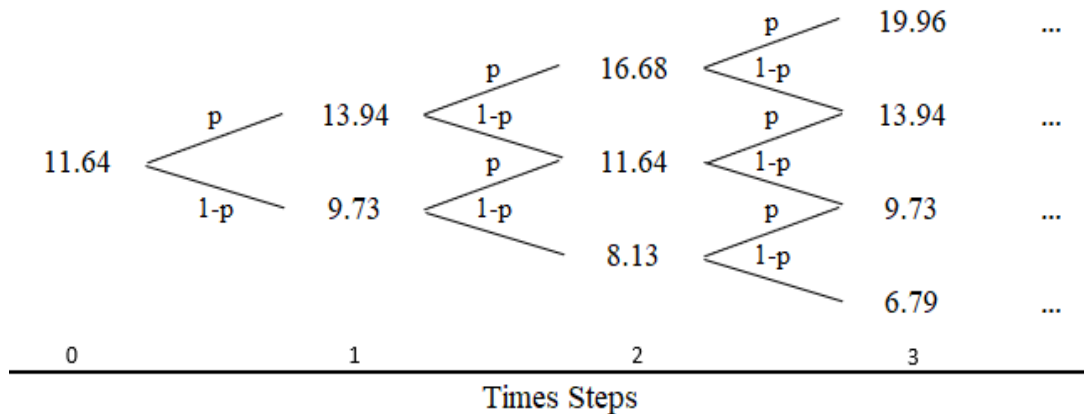 p 19.96 ...
p 16.68 1-p
p 13.94 1-p p 13.94 ...
11.64 11.64
1-p 9.73 p 1-p 1-p 9.73 ...
8.13 p 1-p
6.79 ...
0 1 2 3
Times Steps